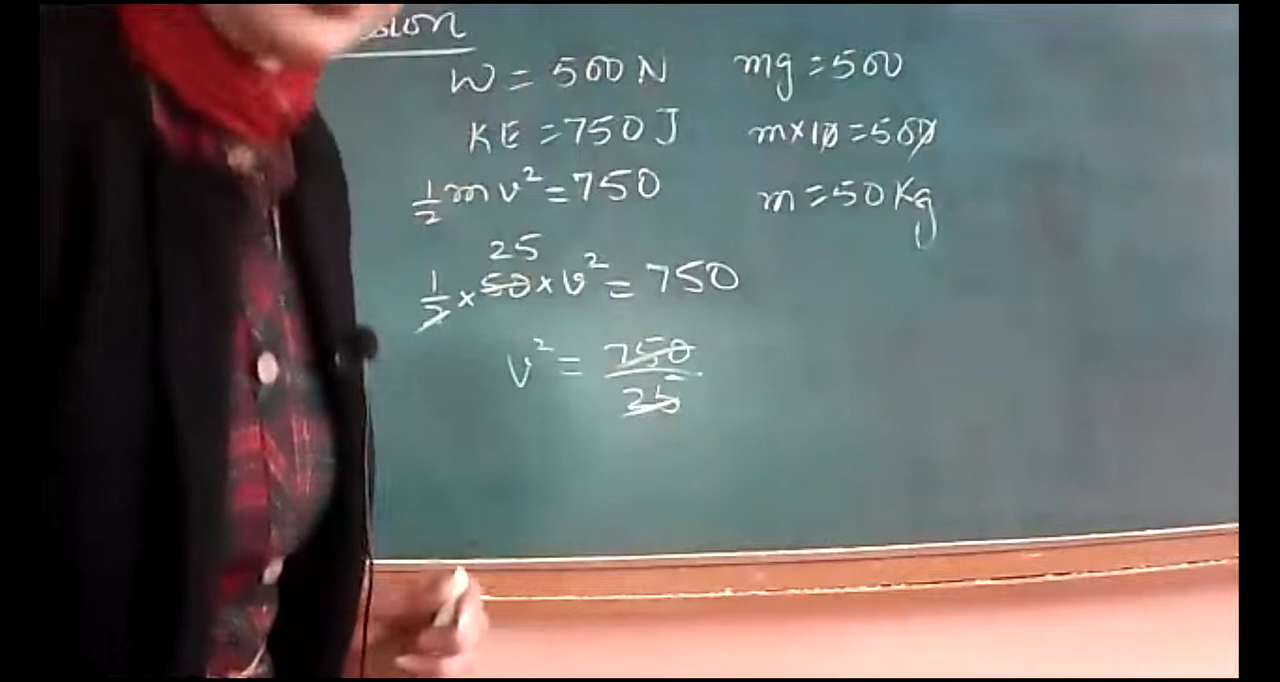 W = 500 N
KE = 750 J
½ m v² = 750
25
½ × 50 × v² = 750
v² = 750/25
mg = 500
m × 10 = 500
m = 50 Kg